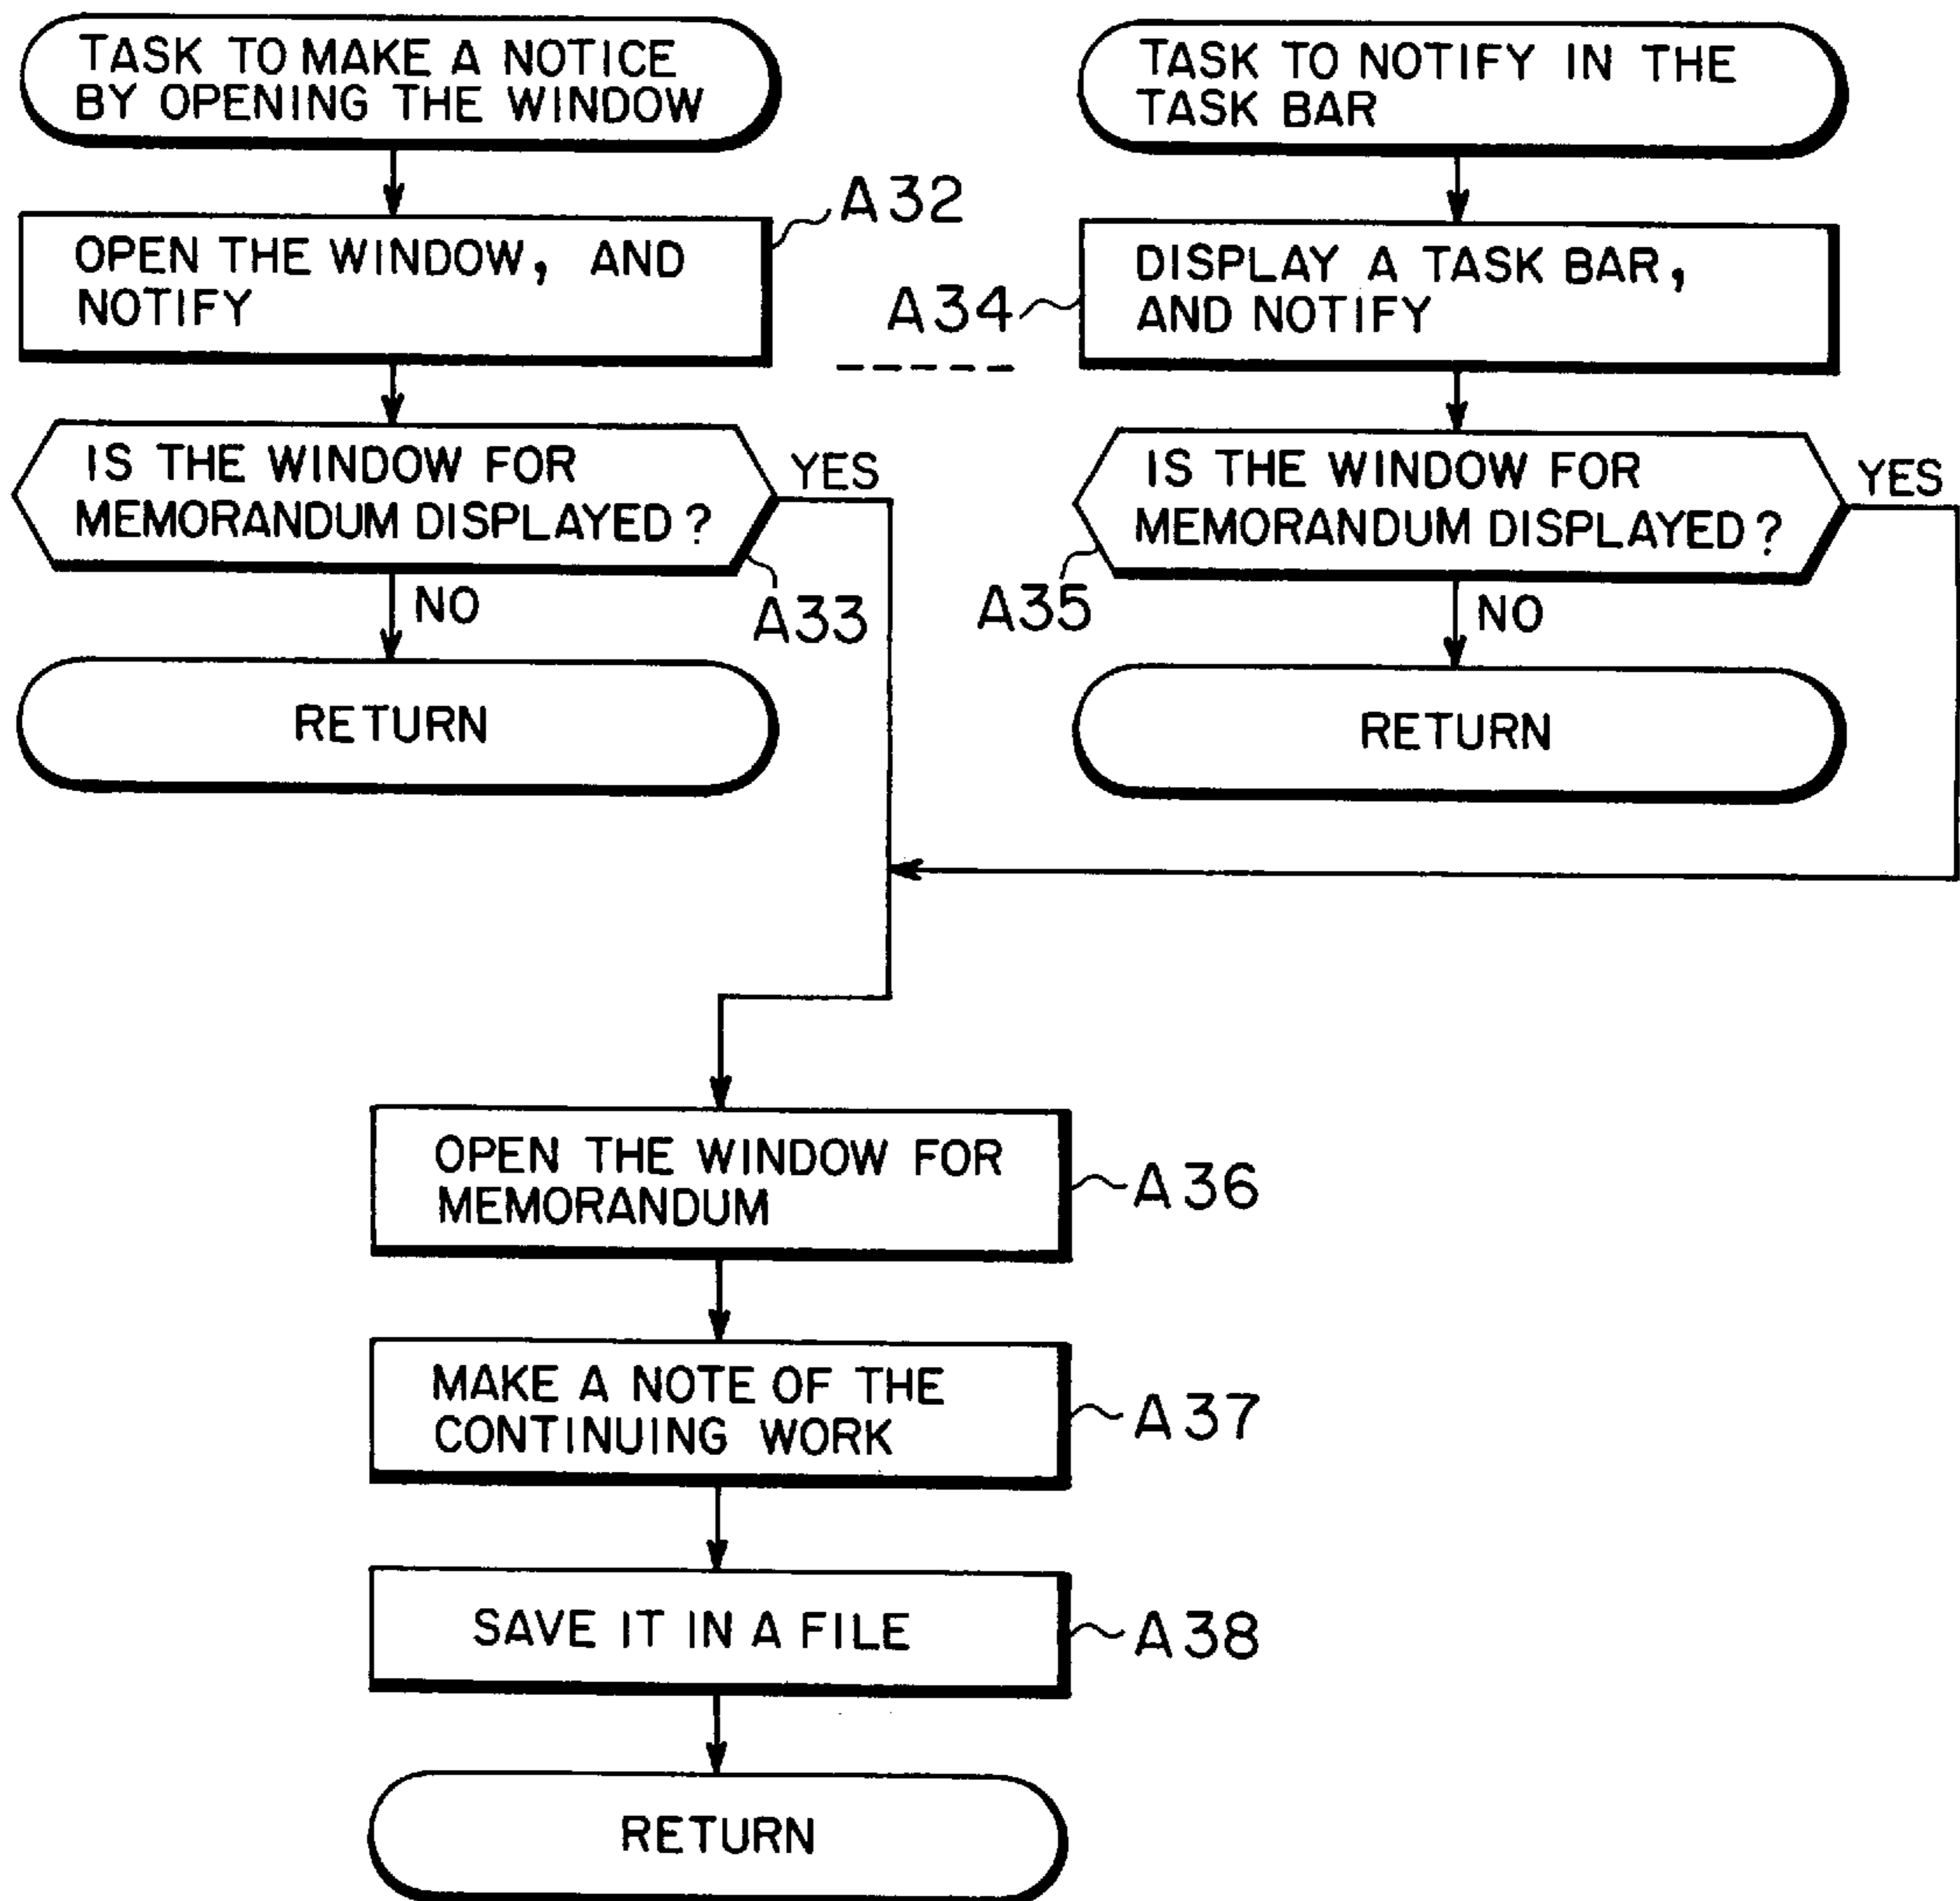 TASK TO MAKE A NOTICE
BY OPENING THE WINDOW
A32
OPEN THE WINDOW, AND
NOTIFY
IS THE WINDOW FOR
MEMORANDUM DISPLAYED?
YES
A33
NO
RETURN
TASK TO NOTIFY IN THE
TASK BAR
A34
DISPLAY A TASK BAR,
AND NOTIFY
IS THE WINDOW FOR
MEMORANDUM DISPLAYED?
YES
A35
NO
RETURN
OPEN THE WINDOW FOR
MEMORANDUM
A36
MAKE A NOTE OF THE
CONTINUING WORK
A37
SAVE IT IN A FILE
A38
RETURN